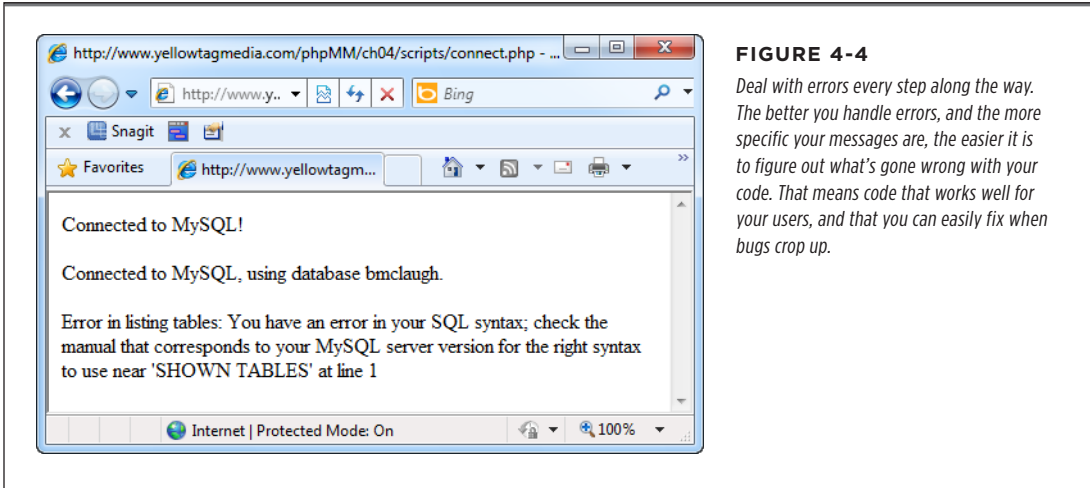 http://www.yellowtagmedia.com/phpMM/ch04/scripts/connect.php - ...
http://www.y..
Bing
x Snagit
Favorites
http://www.yellowtagm...
»
Connected to MySQL!
Connected to MySQL, using database bmclaugh.
Error in listing tables: You have an error in your SQL syntax; check the
manual that corresponds to your MySQL server version for the right syntax
to use near 'SHOWN TABLES' at line 1
Internet | Protected Mode: On
100%
FIGURE 4-4
Deal with errors every step along the way.
The better you handle errors, and the more
specific your messages are, the easier it is
to figure out what's gone wrong with your
code. That means code that works well for
your users, and that you can easily fix when
bugs crop up.